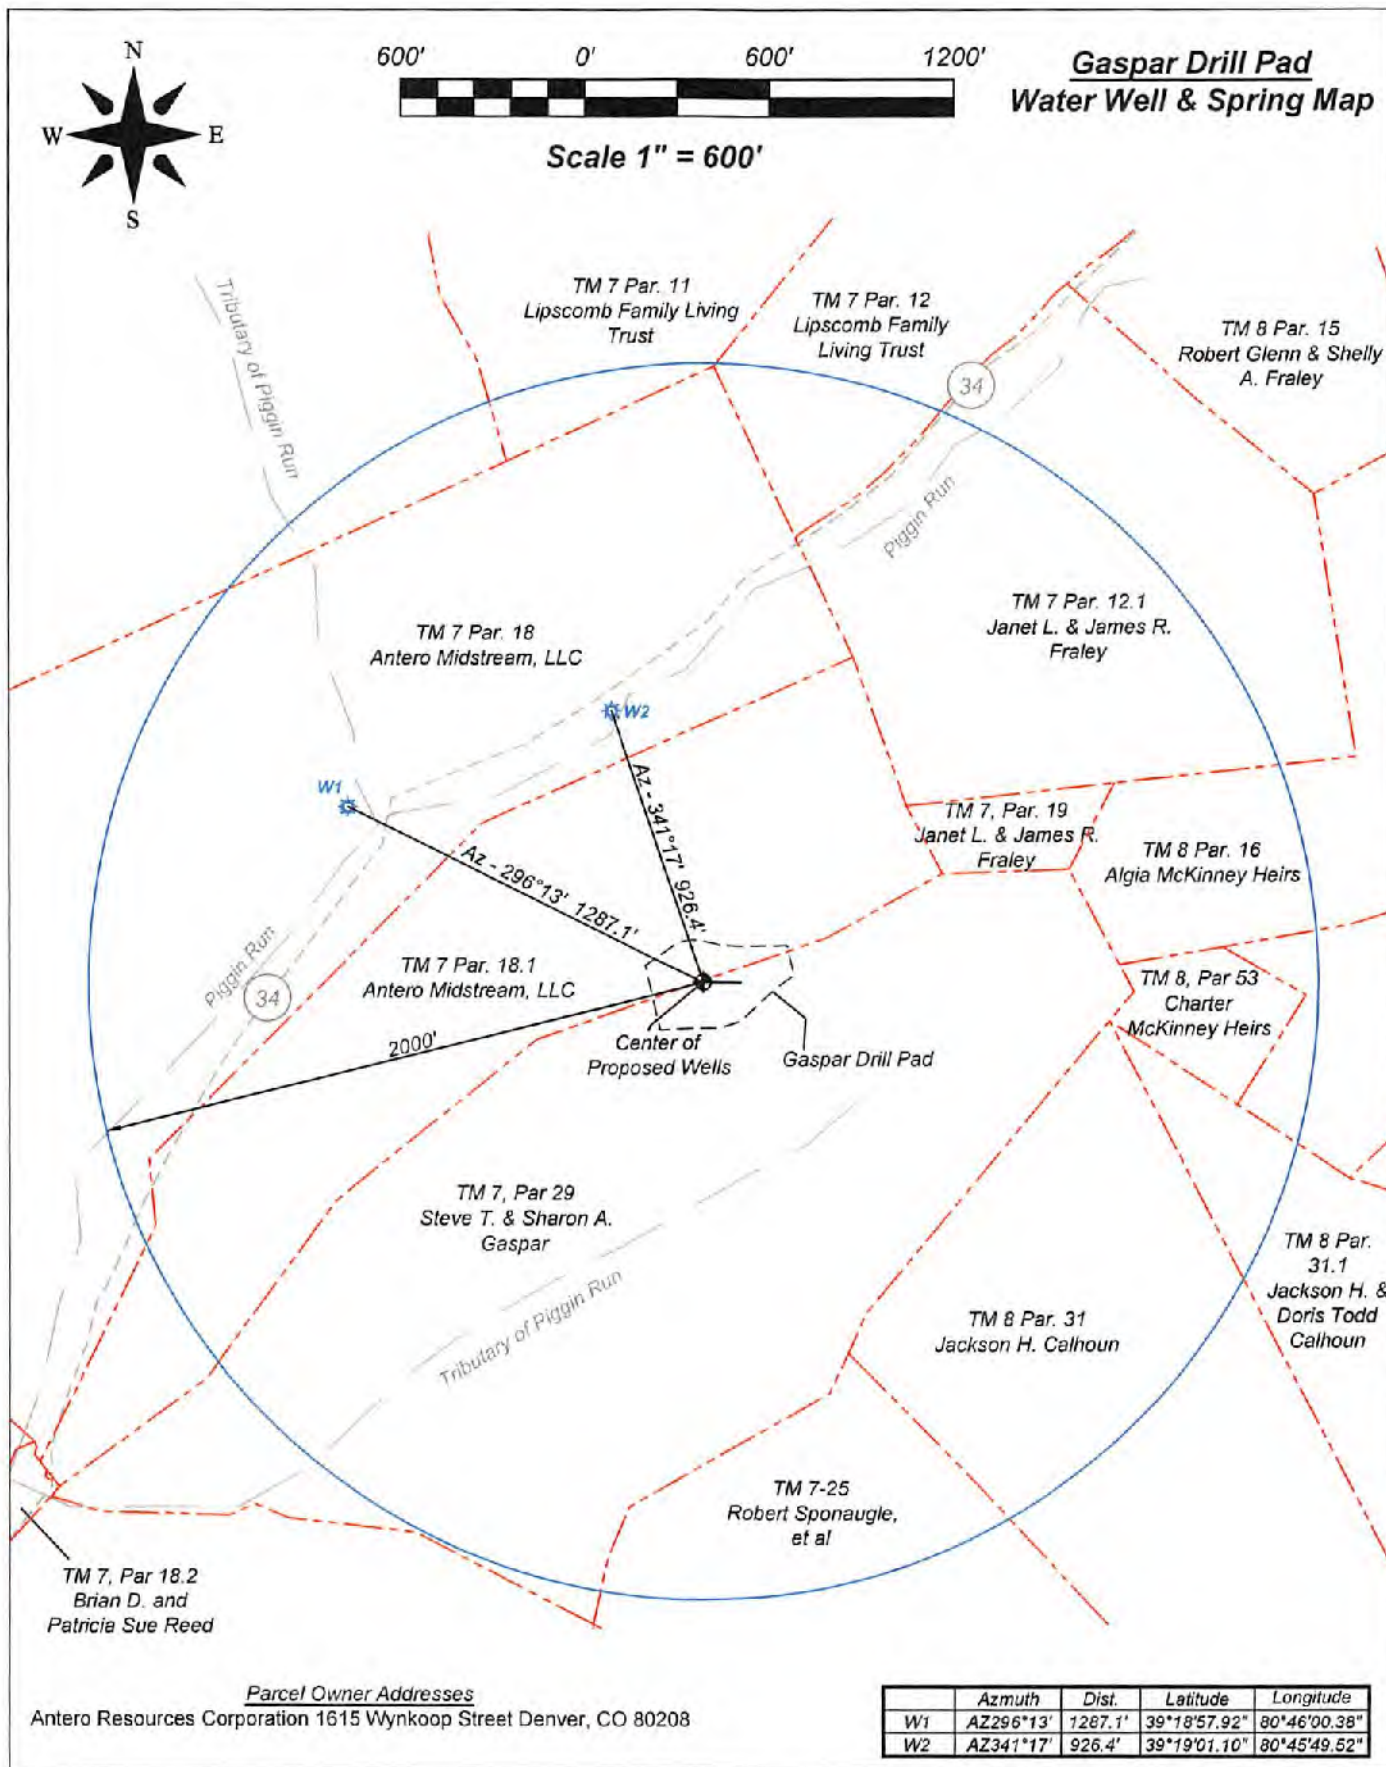 N
W
E
S
600' 0' 600' 1200'
Scale 1" = 600'
Gaspar Drill Pad
Water Well & Spring Map
TM 7 Par. 11
Lipscomb Family Living
Trust
TM 7 Par. 12
Lipscomb Family
Living Trust
34
TM 8 Par. 15
Robert Glenn & Shelly
A. Fraley
Tributary of Piggin Run
Piggin Run
TM 7 Par. 18
Antero Midstream, LLC
TM 7 Par. 12.1
Janet L. & James R.
Fraley
W2
W1
Az - 341°17' 926.4'
Az - 296°13' 1287.1'
TM 7, Par. 19
Janet L. & James R.
Fraley
TM 8 Par. 16
Algia McKinney Heirs
Piggin Run
34
TM 7 Par. 18.1
Antero Midstream, LLC
TM 8, Par 53
Charter
McKinney Heirs
2000'
Center of
Proposed Wells
Gaspar Drill Pad
TM 7, Par 29
Steve T. & Sharon A.
Gaspar
Tributary of Piggin Run
TM 8 Par.
31.1
Jackson H. &
Doris Todd
Calhoun
TM 8 Par. 31
Jackson H. Calhoun
TM 7-25
Robert Sponaugle,
et al
TM 7, Par 18.2
Brian D. and
Patricia Sue Reed
Parcel Owner Addresses
Antero Resources Corporation 1615 Wynkoop Street Denver, CO 80208
Azmuth Dist. Latitude Longitude
W1 AZ296°13' 1287.1' 39°18'57.92" 80°46'00.38"
W2 AZ341°17' 926.4' 39°19'01.10" 80°45'49.52"